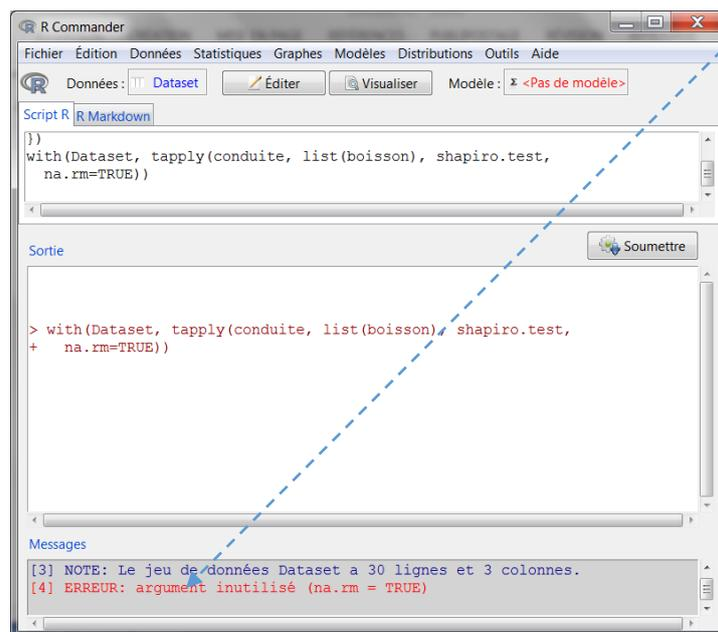 R Commander
Fichier Édition Données Statistiques Graphes Modèles Distributions Outils Aide
Données : Dataset Éditer Visualiser Modèle : Σ <Pas de modèle>
Script R R Markdown
})
with(Dataset, tapply(conduite, list(boisson), shapiro.test,
na.rm=TRUE))
Soumettre
Sortie
> with(Dataset, tapply(conduite, list(boisson), shapiro.test,
+ na.rm=TRUE))
Messages
[3] NOTE: Le jeu de données Dataset a 30 lignes et 3 colonnes.
[4] ERREUR: argument inutilisé (na.rm = TRUE)